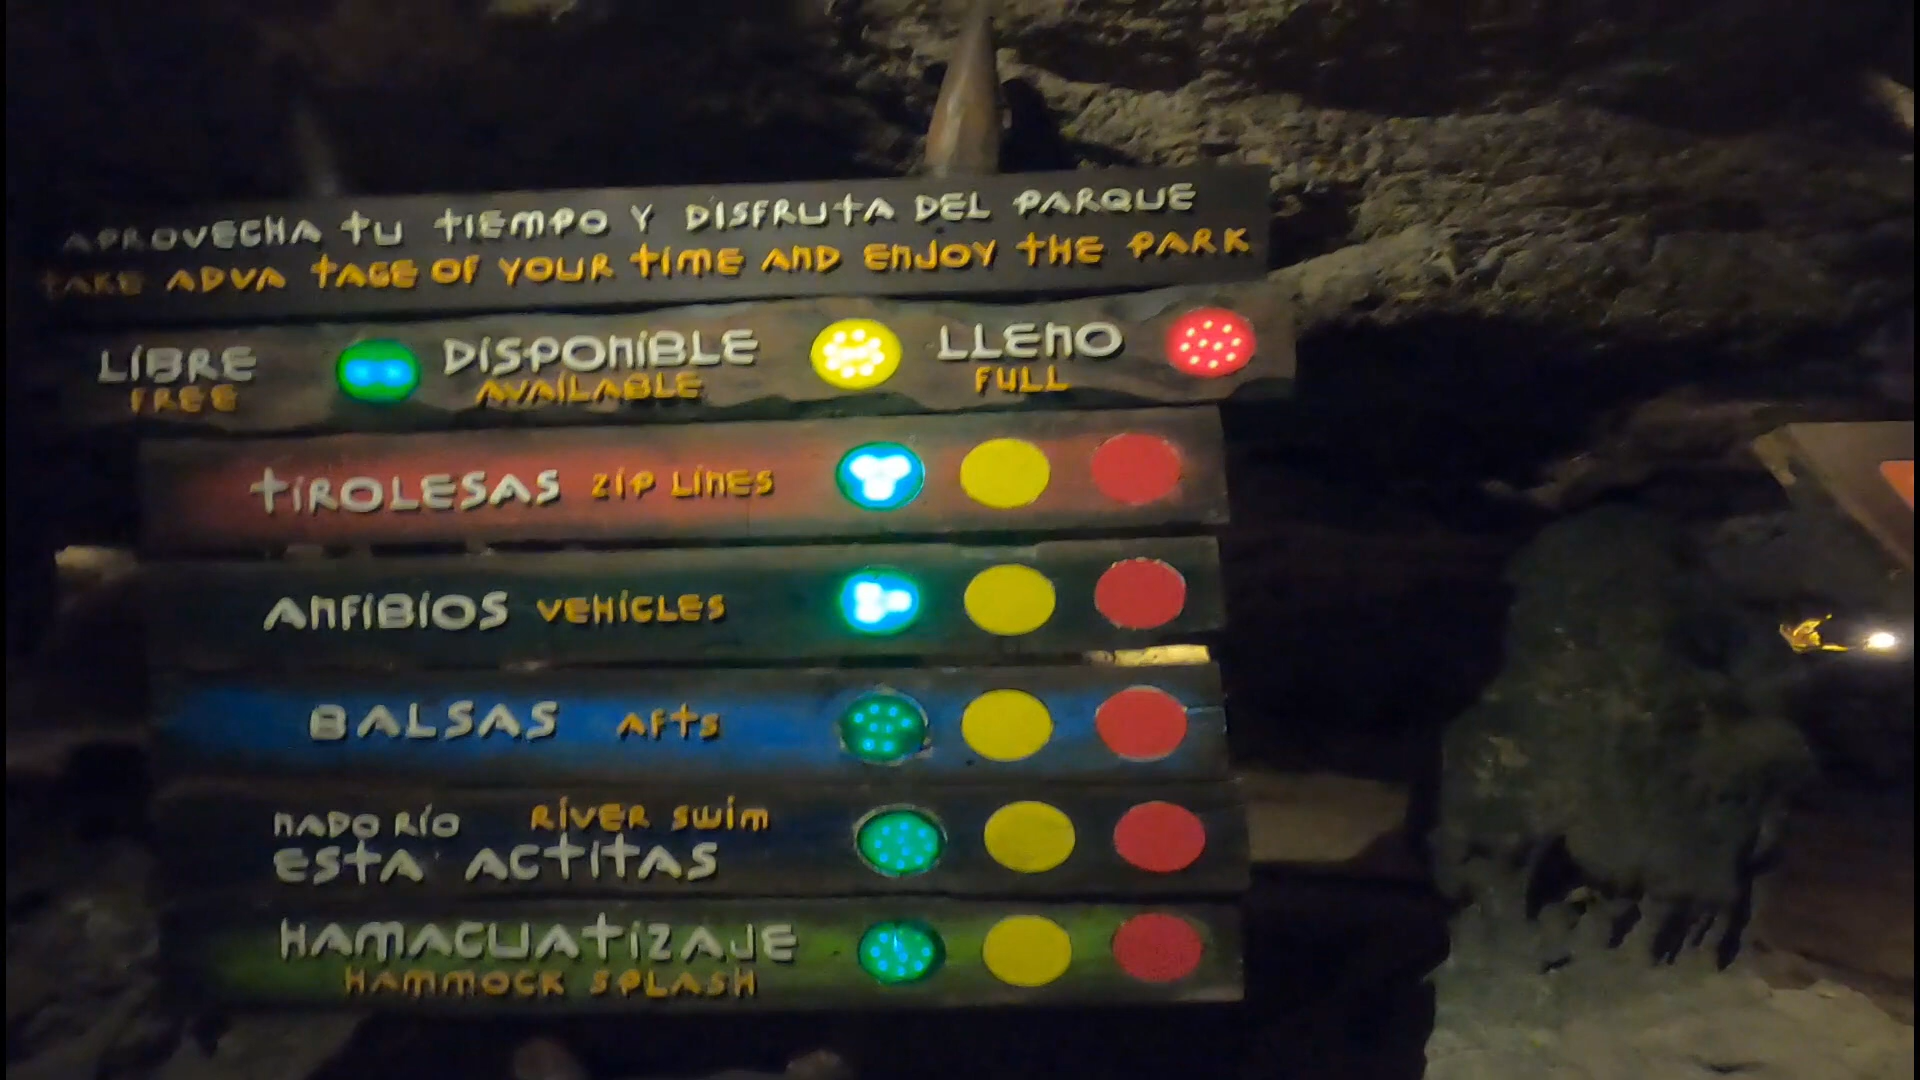 APROVECHA TU TIEMPO Y DISFRUTA DEL PARQUE
TAKE ADVA TAGE OF YOUR TIME AND ENJOY THE PARK
LIBRE DISPONIBLE LLENO
FREE AVAILABLE FULL
TIROLESAS ZIP LINES
ANFIBIOS VEHICLES
BALSAS AFTS
NADO RÍO RIVER SWIM
ESTA ACTITAS
HAMACUATIZAJE
HAMMOCK SPLASH